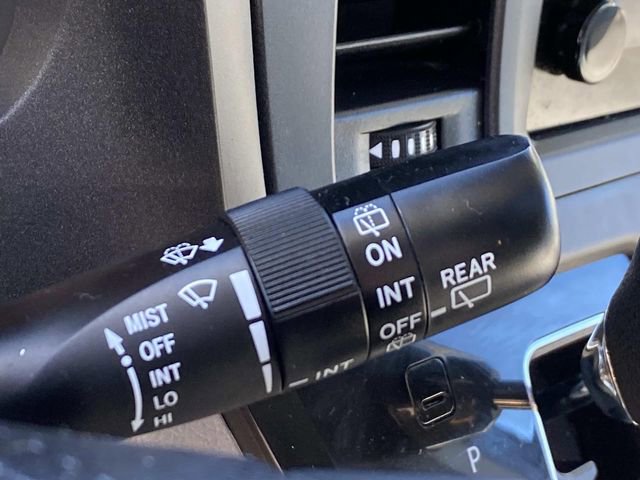 MIST
OFF
INT
LO
HI
INT
ON
INT
OFF
REAR
P